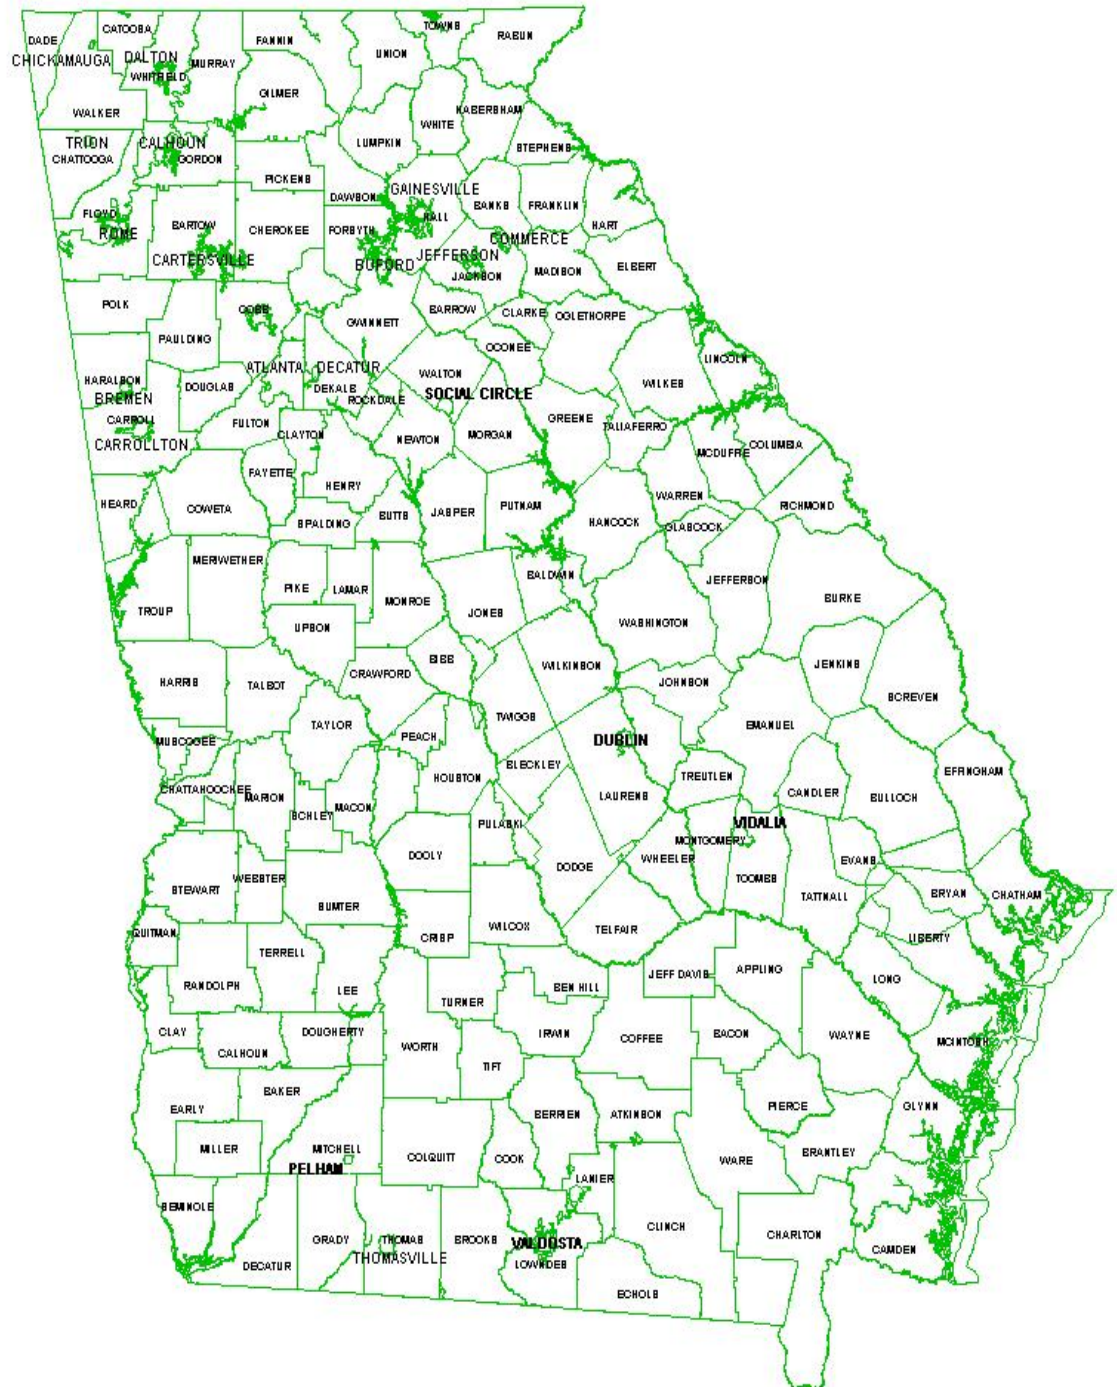 TOWNS
CATOOSA
RABUN
DADE
FANNIN
UNION
CHICKAMAUGA
DALTON
MURRAY
WHITFIELD
GILMER
WALKER
HABERSHAM
WHITE
TRION
CALHOUN
LUMPKIN
STEPHENS
CHATTOOGA
GORDON
PICKENS
GAINESVILLE
DAWSON
BANKS
FRANKLIN
FLOYD
HALL
BARTOW
HART
ROME
CHEROKEE
FORSYTH
COMMERCE
CARTERSVILLE
BUFORD
JEFFERSON
ELBERT
JACKSON
MADISON
POLK
COBB
BARROW
CLARKE
OGLETHORPE
GWINNETT
PAULDING
OCONEE
LINCOLN
ATLANTA
DECATUR
WALTON
HARALSON
DOUGLAS
DEKALB
WILKES
BREMEN
ROCKDALE
SOCIAL CIRCLE
CARROLL
FULTON
GREENE
TALIAFERRO
CARROLLTON
CLAYTON
NEWTON
MORGAN
COLUMBIA
MCDUFFIE
FAYETTE
HENRY
WARREN
HEARD
COWETA
SPALDING
BUTTS
JASPER
PUTNAM
RICHMOND
HANCOCK
GLASCOCK
MERIWETHER
BALDWIN
JEFFERSON
PIKE
LAMAR
MONROE
BURKE
TROUP
JONES
UPSON
WASHINGTON
BIBB
WILKINSON
JENKINS
CRAWFORD
HARRIS
TALBOT
JOHNSON
SCREVEN
TAYLOR
TWIGGS
EMANUEL
MUSCOGEE
PEACH
DUBLIN
BLECKLEY
EFFINGHAM
HOUSTON
TREUTLEN
CHATTAHOOCHEE
MARION
CANDLER
BULLOCH
MACON
LAURENS
SCHLEY
PULASKI
VIDALIA
MONTGOMERY
DOOLY
WHEELER
EVANS
DODGE
WEBSTER
TOOMBS
STEWART
TATTNALL
BRYAN
CHATHAM
SUMTER
WILCOX
TELFAIR
QUITMAN
CRISP
LIBERTY
TERRELL
APPLING
JEFF DAVIS
LONG
RANDOLPH
LEE
BEN HILL
TURNER
CLAY
DOUGHERTY
IRWIN
BACON
WAYNE
COFFEE
MCINTOSH
WORTH
CALHOUN
TIFT
BAKER
GLYNN
EARLY
BERRIEN
ATKINSON
PIERCE
MILLER
MITCHELL
BRANTLEY
COLQUITT
COOK
WARE
PELHAM
LANIER
SEMINOLE
CLINCH
CHARLTON
GRADY
THOMAS
BROOKS
VALDOSTA
CAMDEN
THOMASVILLE
DECATUR
LOWNDES
ECHOLS